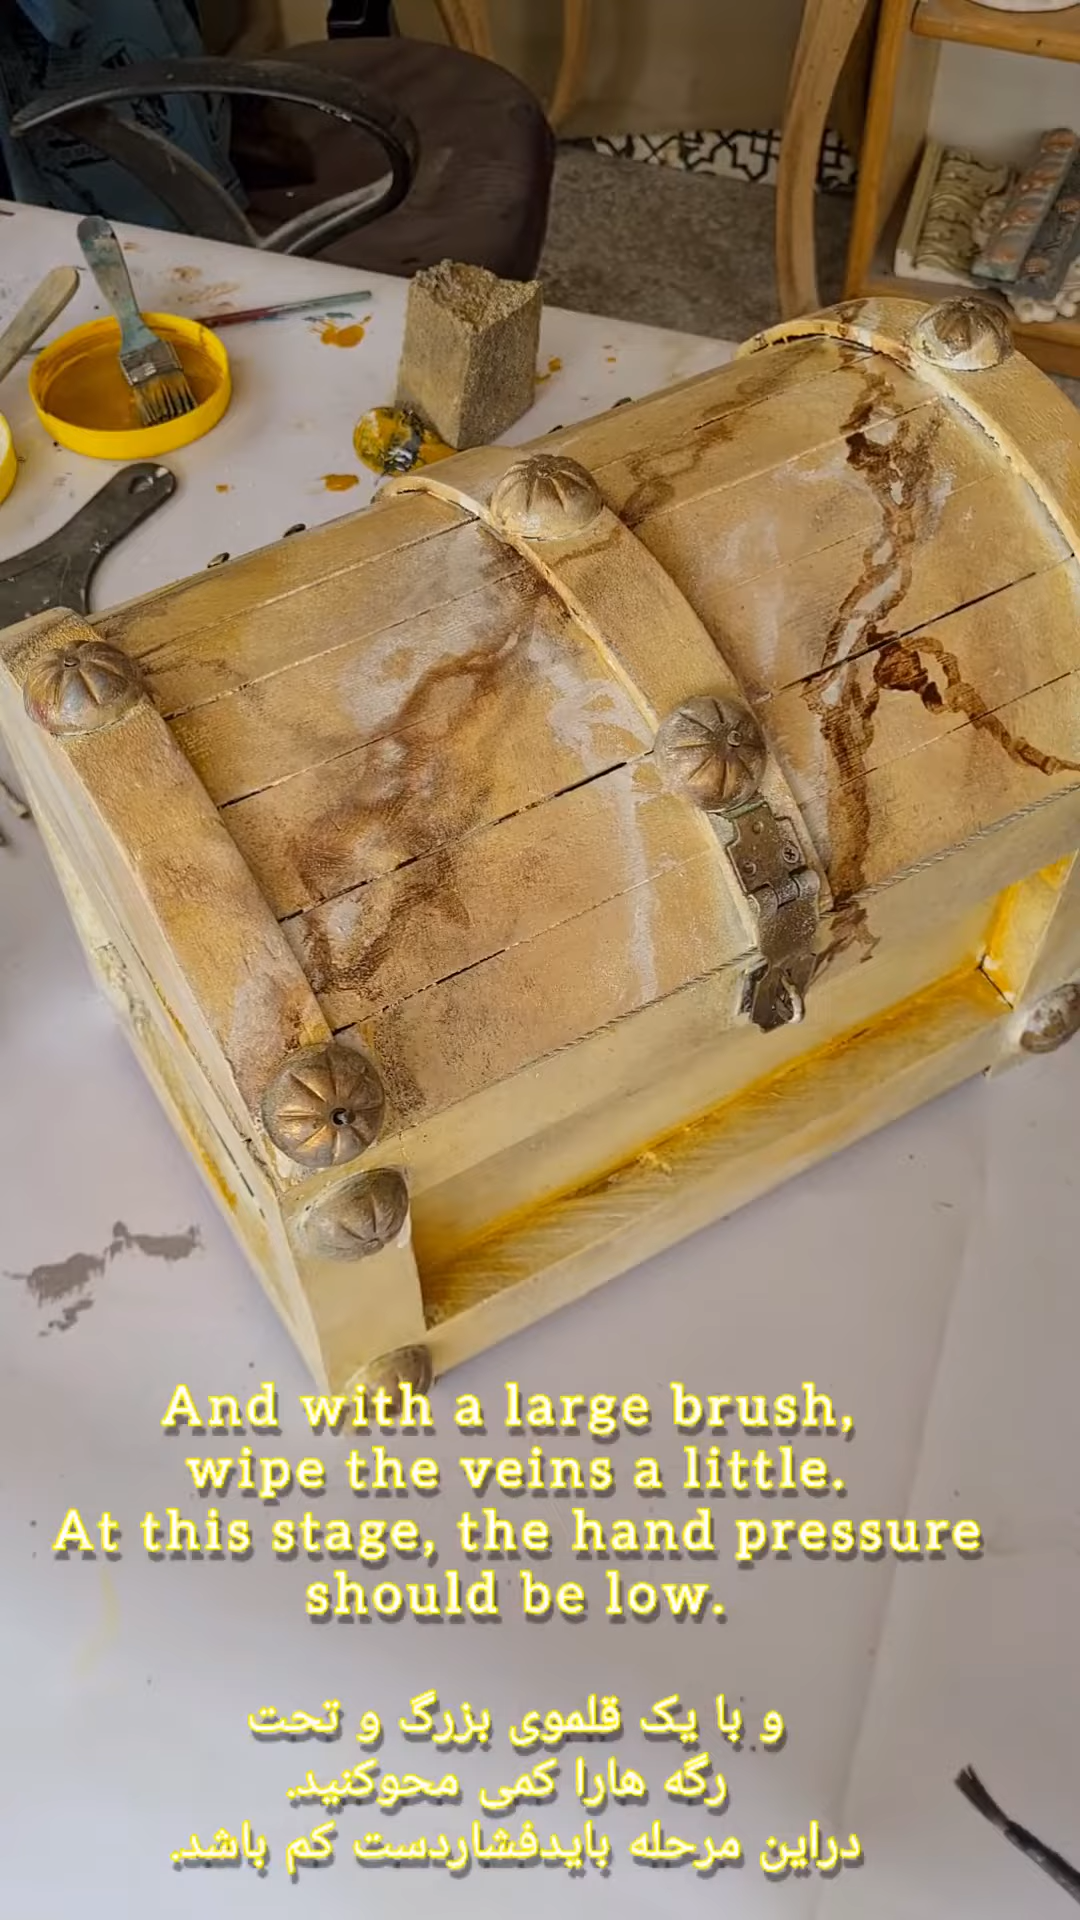 And with a large brush,
wipe the veins a little.
At this stage, the hand pressure
should be low.
و با یک قلموی بزرگ و تحت
رگه هارا کمی محوکنید.
دراین مرحله بایدفشاردست کم باشد.